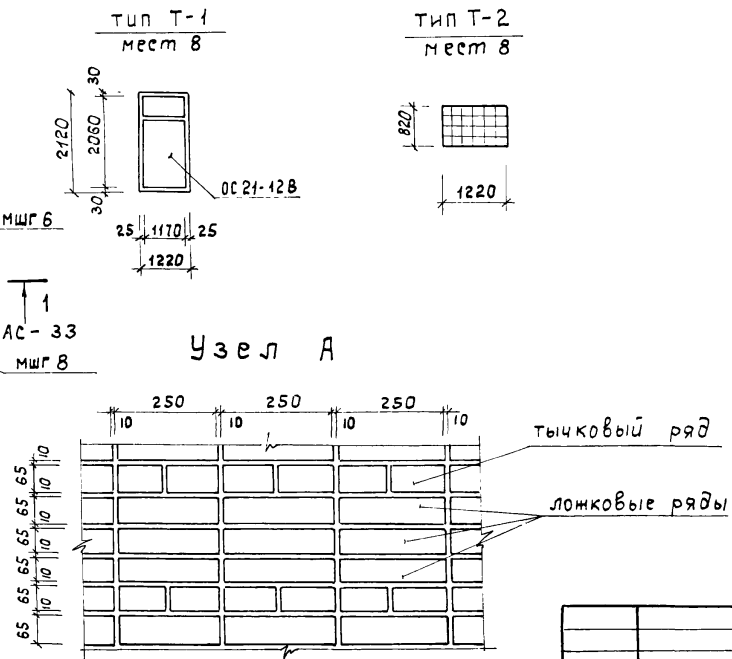 тип Т-1
мест 8
30
2120
2060
30
ОС 21-12В
25 1170 25
1220
тип Т-2
мест 8
820
1220
МШГ 6
1
АС - 33
МШГ 8
Узел А
250 250 250
10 10 10 10
тычковый ряд
ложковые ряды
10
65 10
65 10
65 10
65 10
65 10
65